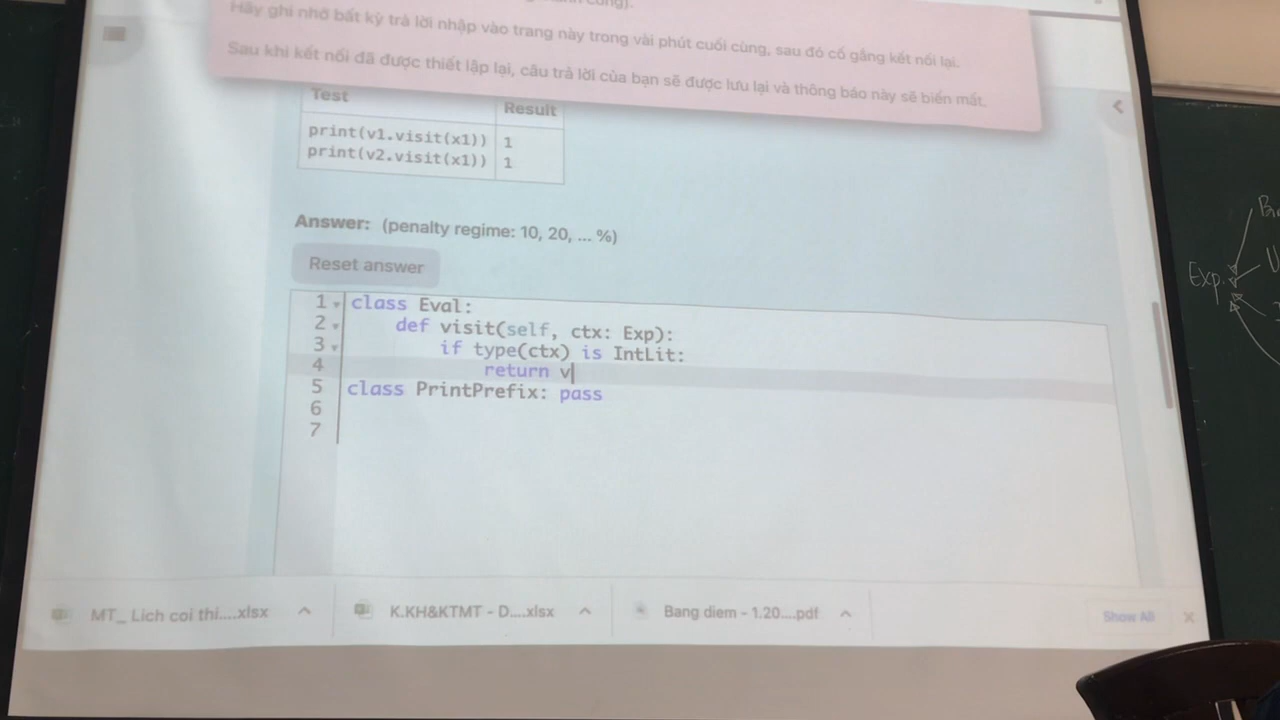 Hãy ghi nhớ bất kỳ trả lời nhập vào trang này trong vài phút cuối cùng, sau đó cố gắng kết nối lại.
Sau khi kết nối đã được thiết lập lại, câu trả lời của bạn sẽ được lưu lại và thông báo này sẽ biến mất.
Test Result
print(v1.visit(x1)) 1
print(v2.visit(x1)) 1
Answer: (penalty regime: 10, 20, ... %)
Reset answer
1 class Eval:
2 def visit(self, ctx: Exp):
3 if type(ctx) is IntLit:
4 return v
5 class PrintPrefix: pass
6
7
Exp.
MT_ Lich coi thi....xlsx
K.KH&KTMT - D....xlsx
Bang diem - 1.20....pdf
Show All